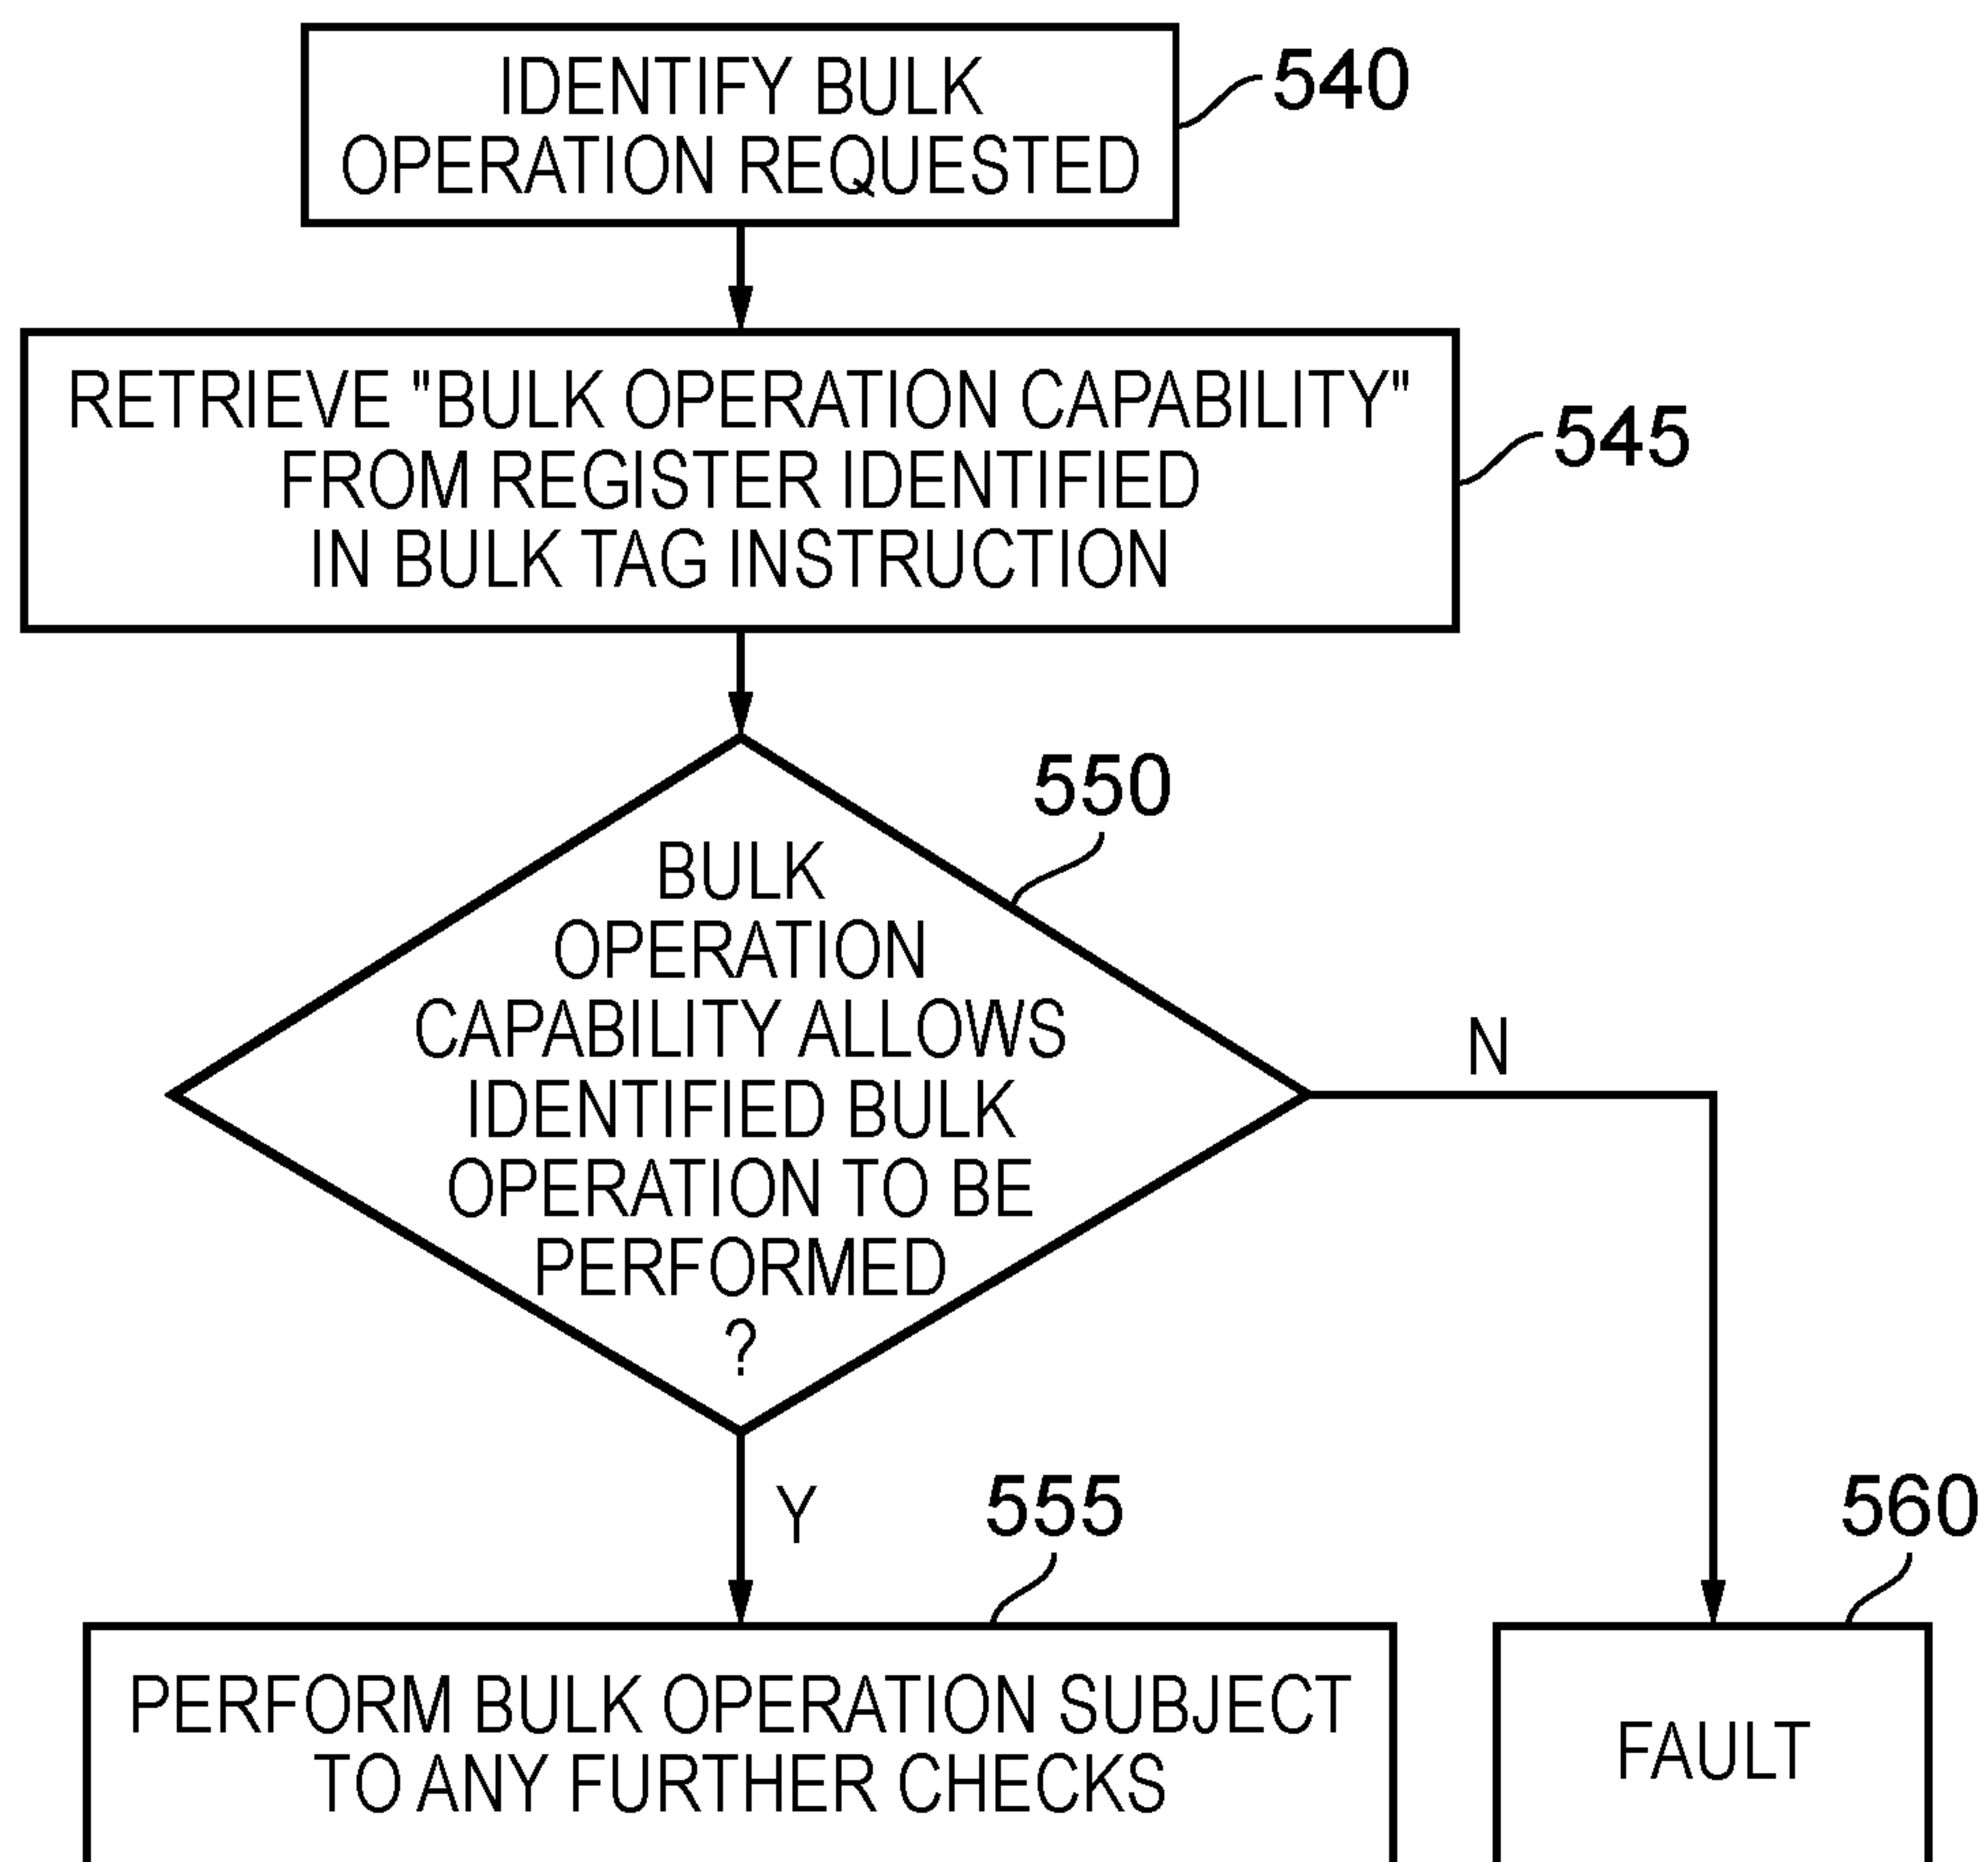 IDENTIFY BULK
OPERATION REQUESTED
540
RETRIEVE "BULK OPERATION CAPABILITY"
FROM REGISTER IDENTIFIED
IN BULK TAG INSTRUCTION
545
550
BULK
OPERATION
CAPABILITY ALLOWS
IDENTIFIED BULK
OPERATION TO BE
PERFORMED
?
N
Y
555
560
PERFORM BULK OPERATION SUBJECT
TO ANY FURTHER CHECKS
FAULT